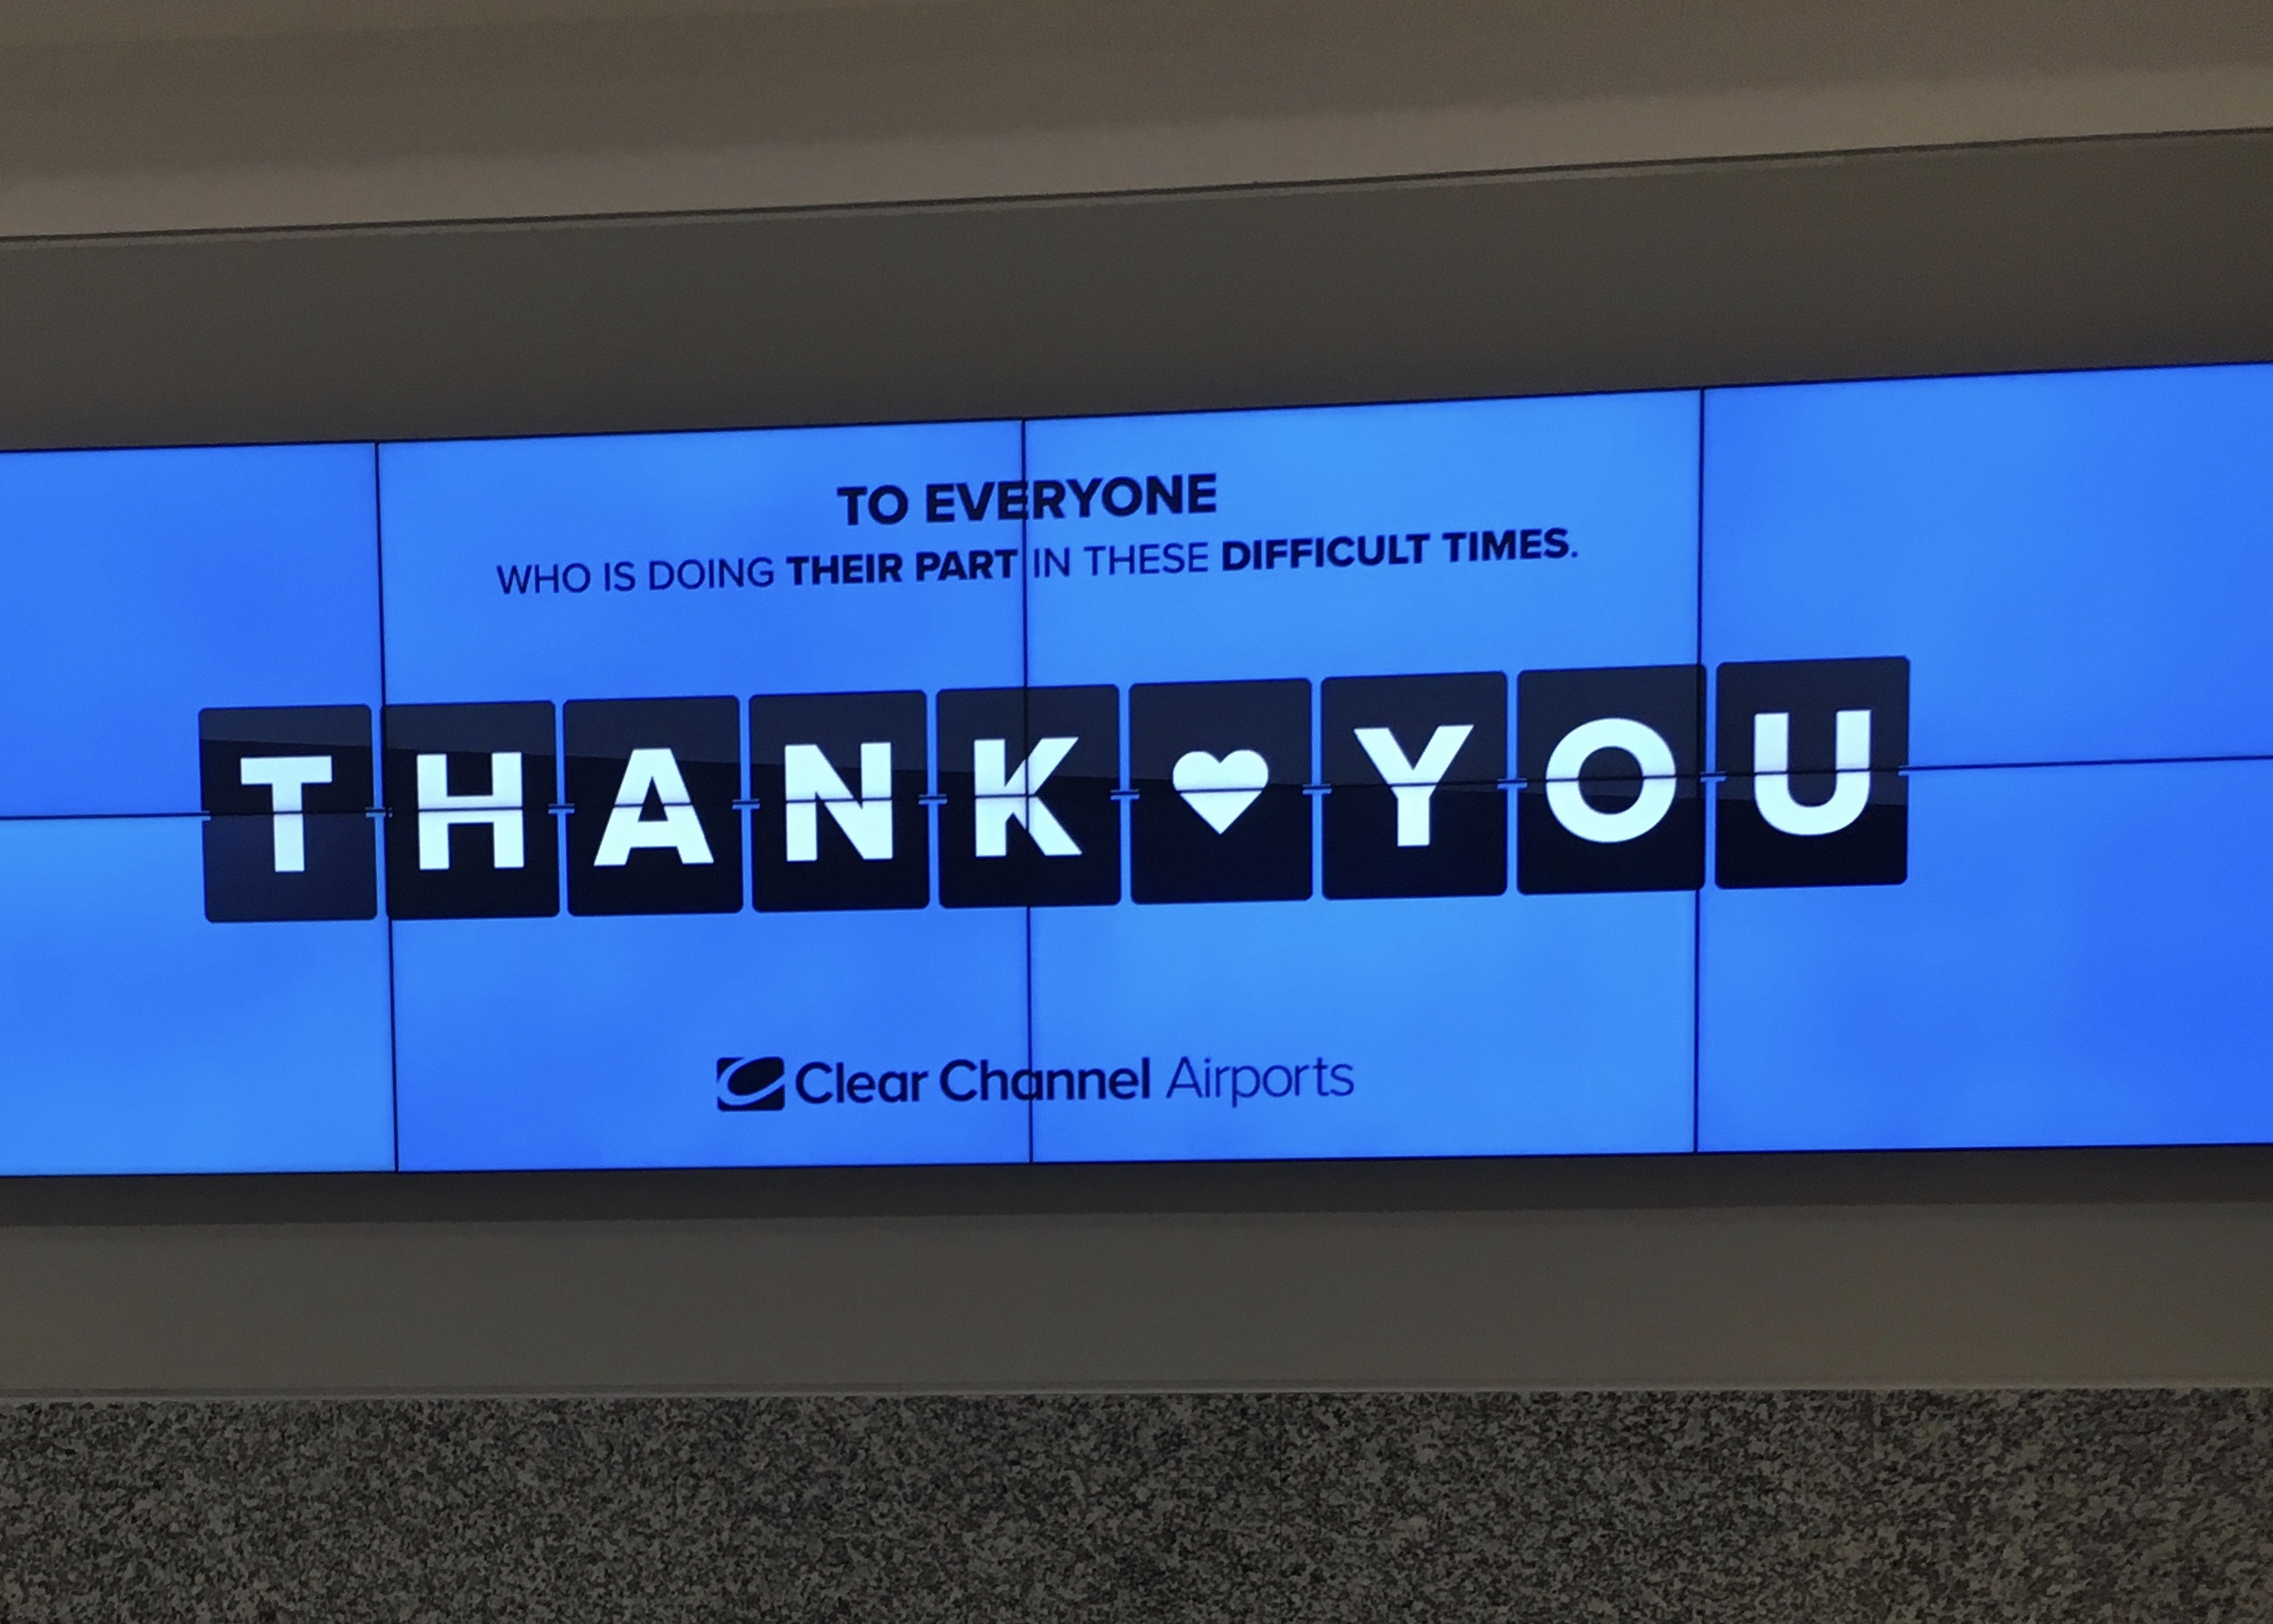 TO EVERYONE
WHO IS DOING THEIR PART IN THESE DIFFICULT TIMES.
THANK♥YOU
Clear Channel Airports